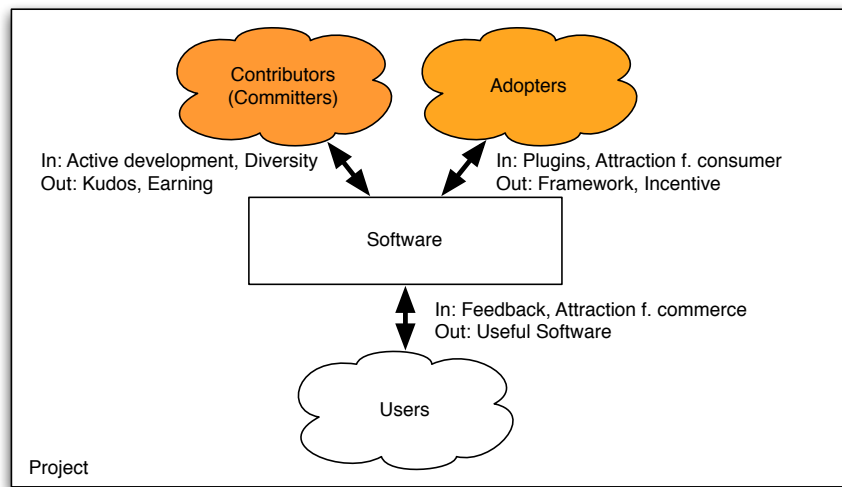 Contributors
(Committers)
Adopters
In: Active development, Diversity
Out: Kudos, Earning
In: Plugins, Attraction f. consumer
Out: Framework, Incentive
Software
In: Feedback, Attraction f. commerce
Out: Useful Software
Users
Project